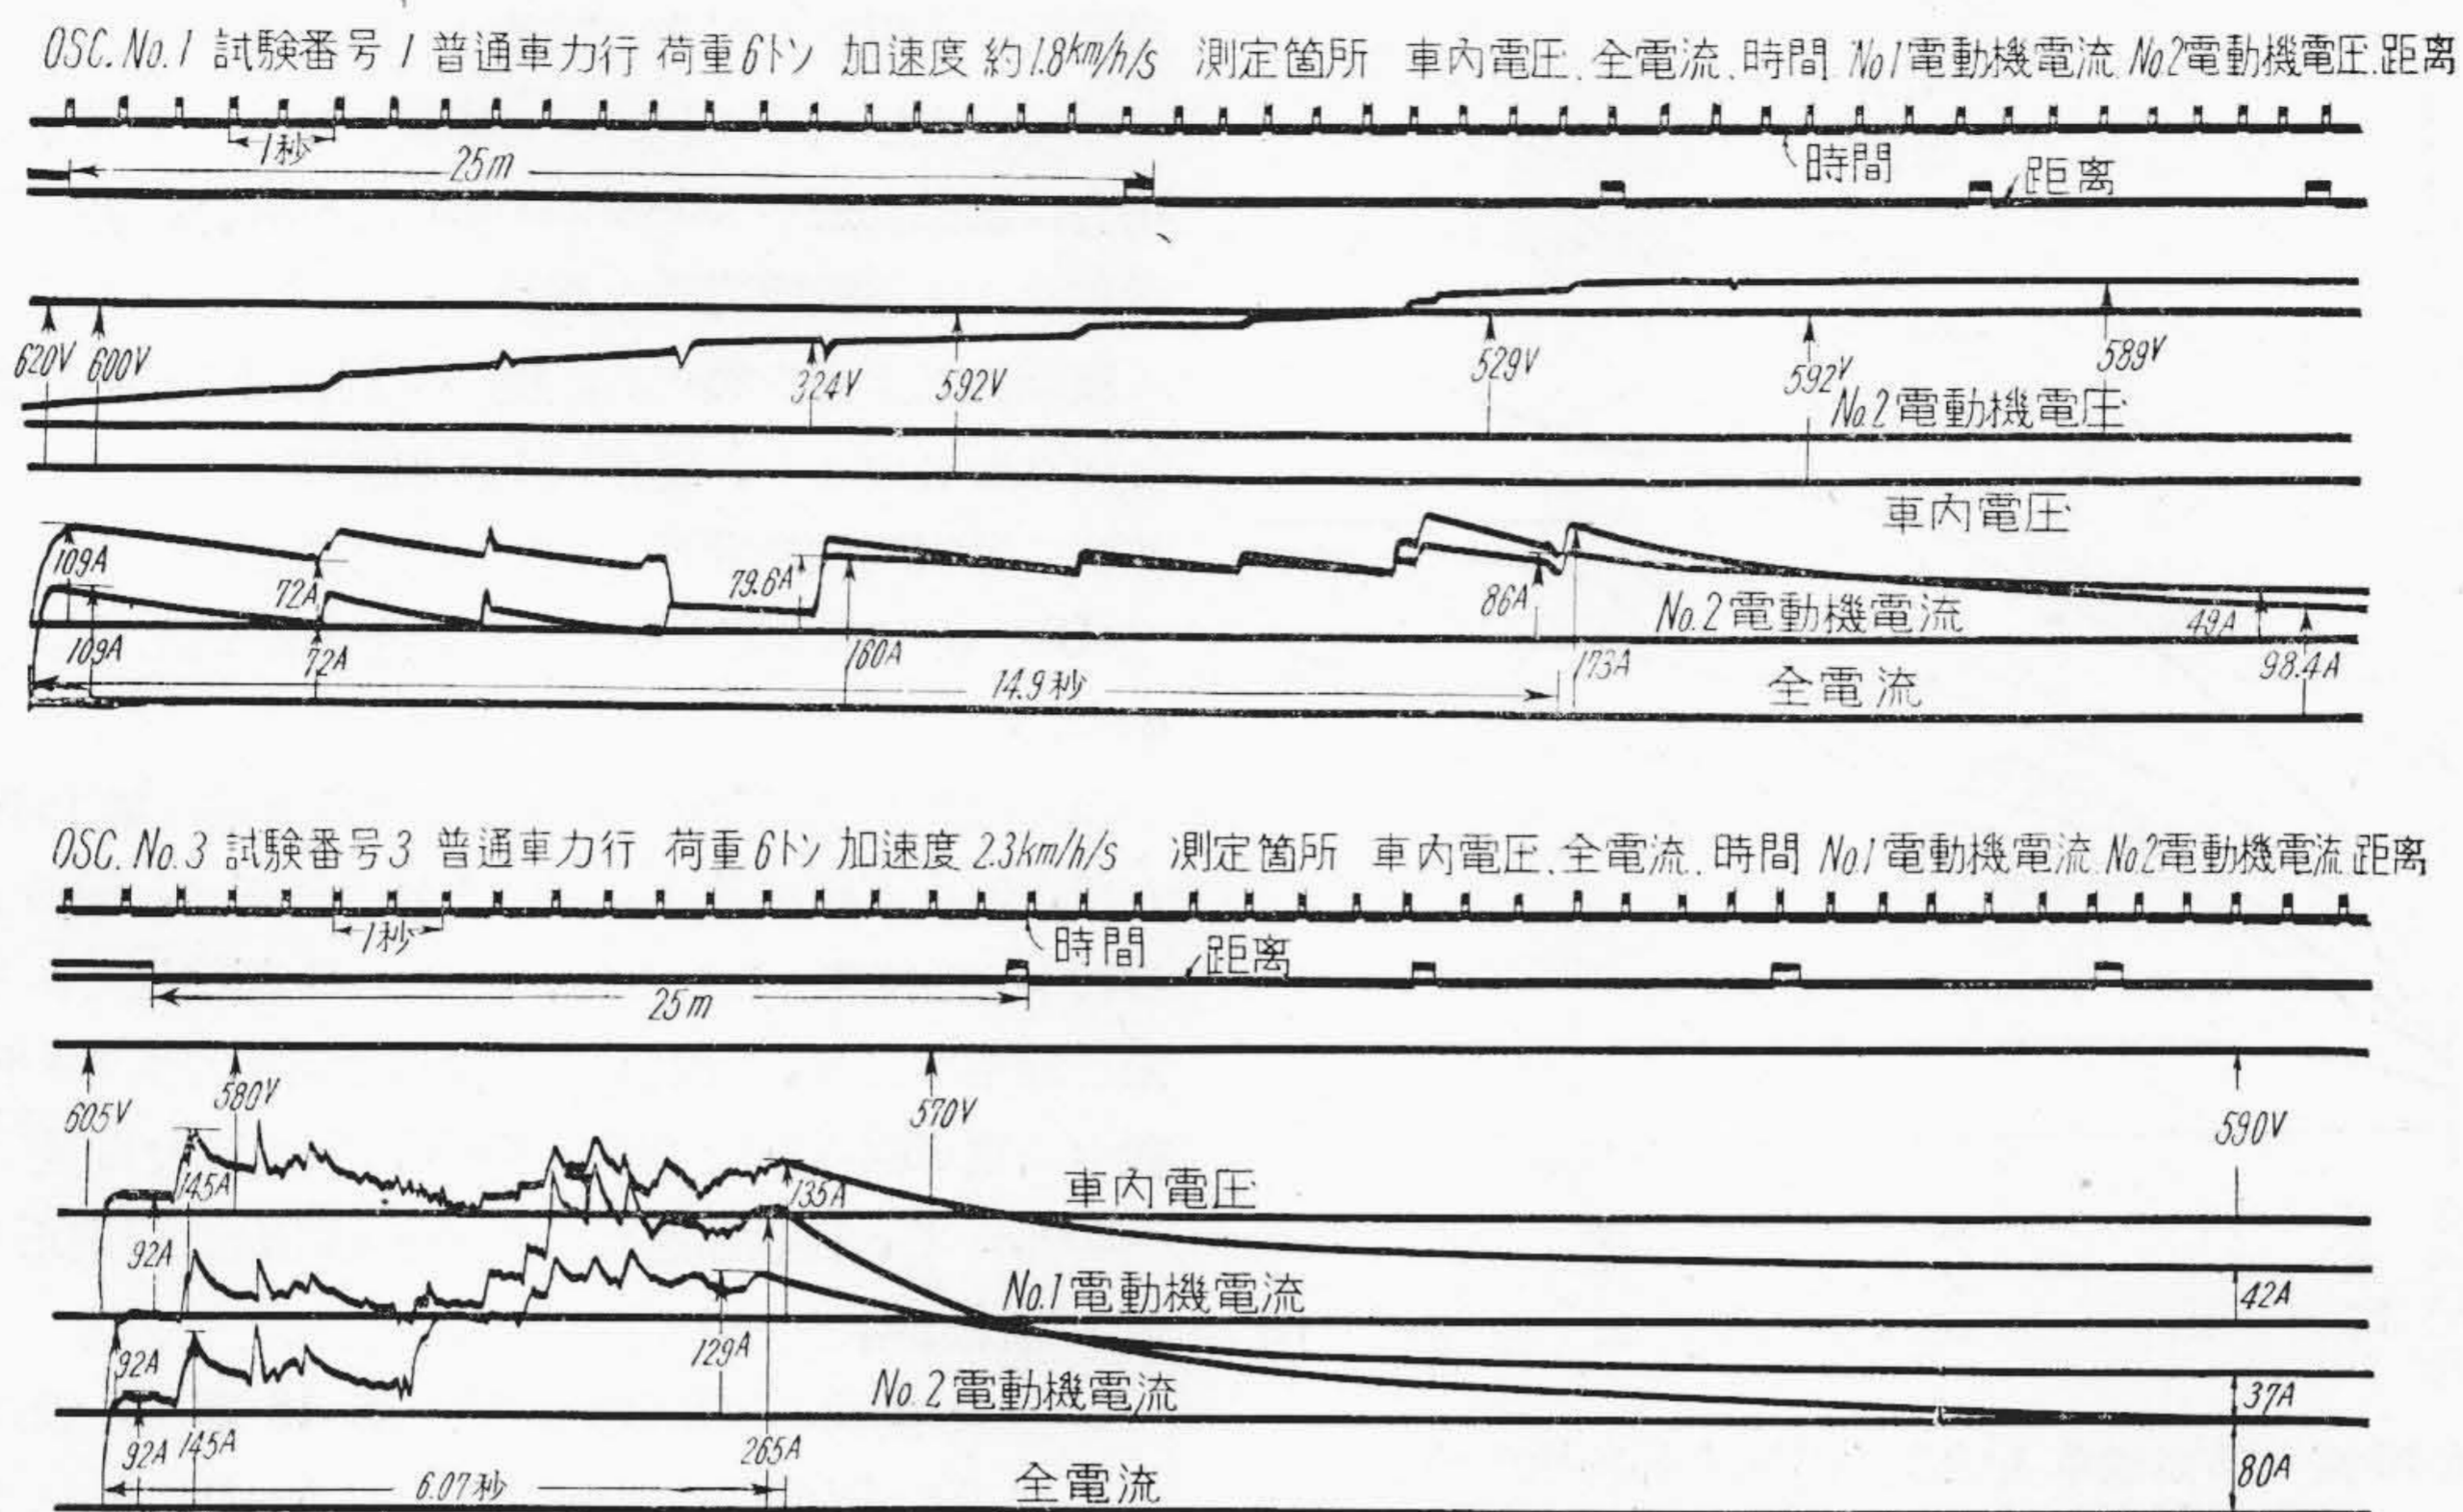 OSC. No. 1 試験番号 1 普通車力行 荷重6トン 加速度 約1.8km/h/s 測定箇所 車内電圧. 全電流. 時間 No1電動機電流. No2電動機電圧. 距离
1秒
時間
25m
距离
620V 600V 324V 592V 529V 592V 589V
No.2電動機電圧
車内電圧
109A 72A 79.6A 86A
No.2電動機電流
49A
109A 72A 160A 173A 98.4A
14.9秒
全電流
OSC. No. 3 試験番号3 普通車力行 荷重6トン 加速度 2.3km/h/s 測定箇所 車内電圧. 全電流. 時間 No1電動機電流. No2電動機電流 距离
1秒
時間 距离
25m
605V 580V 570V 590V
145A 135A
車内電圧
92A
No.1電動機電流
42A
92A 129A
No.2電動機電流
37A
92A 145A 265A
80A
6.07秒
全電流